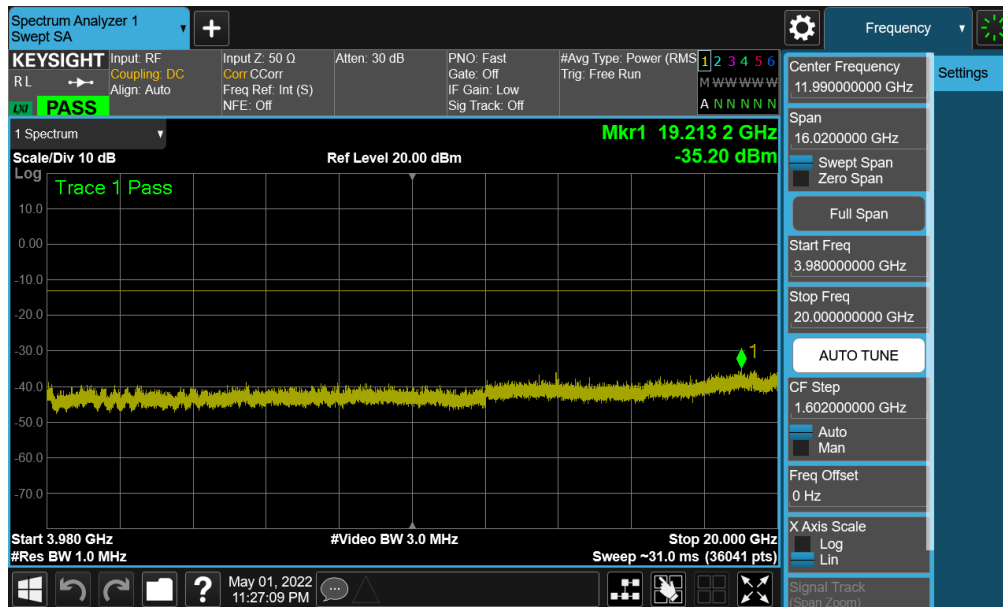 Spectrum Analyzer 1
Swept SA
+
Frequency
KEYSIGHT
RL
LXI
PASS
Input: RF
Coupling: DC
Align: Auto
Input Z: 50 Ω
Corr CCorr
Freq Ref: Int (S)
NFE: Off
Atten: 30 dB
PNO: Fast
Gate: Off
IF Gain: Low
Sig Track: Off
#Avg Type: Power (RMS
Trig: Free Run
1 2 3 4 5 6
M W W W W W
A N N N N N
1 Spectrum
Scale/Div 10 dB
Ref Level 20.00 dBm
Mkr1 19.213 2 GHz
-35.20 dBm
Log
Trace 1 Pass
10.0
0.00
-10.0
-20.0
-30.0
-40.0
-50.0
-60.0
-70.0
1
Start 3.980 GHz
#Res BW 1.0 MHz
#Video BW 3.0 MHz
Stop 20.000 GHz
Sweep ~31.0 ms (36041 pts)
?
May 01, 2022
11:27:09 PM
Center Frequency
11.990000000 GHz
Span
16.0200000 GHz
Swept Span
Zero Span
Full Span
Start Freq
3.980000000 GHz
Stop Freq
20.000000000 GHz
AUTO TUNE
CF Step
1.602000000 GHz
Auto
Man
Freq Offset
0 Hz
X Axis Scale
Log
Lin
Signal Track
(Span Zoom)
Settings